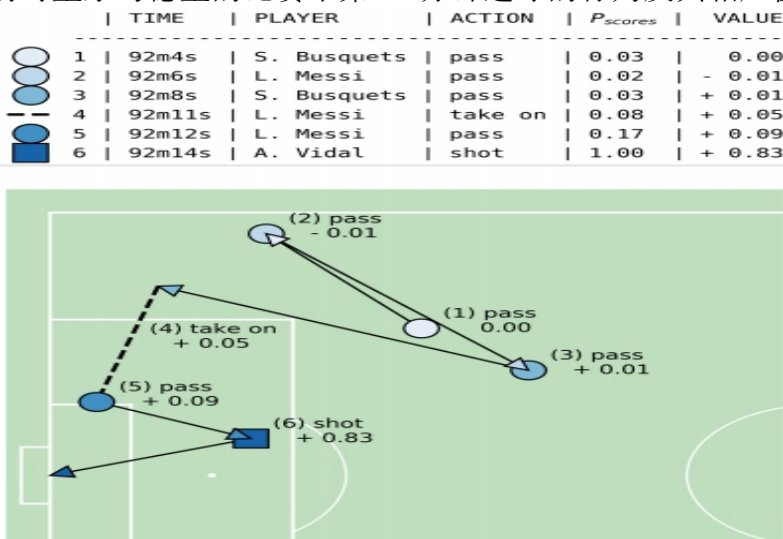 | TIME | PLAYER | ACTION | Pscores | VALUE
1 | 92m4s | S. Busquets | pass | 0.03 | 0.00
2 | 92m6s | L. Messi | pass | 0.02 | - 0.01
3 | 92m8s | S. Busquets | pass | 0.03 | + 0.01
4 | 92m11s | L. Messi | take on | 0.08 | + 0.05
5 | 92m12s | L. Messi | pass | 0.17 | + 0.09
6 | 92m14s | A. Vidal | shot | 1.00 | + 0.83
(2) pass
- 0.01
(1) pass
0.00
(4) take on
+ 0.05
(3) pass
+ 0.01
(5) pass
+ 0.09
(6) shot
+ 0.83